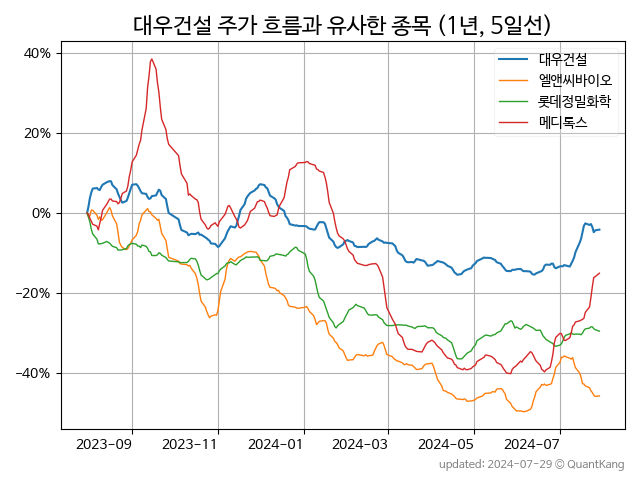 대우건설 주가 흐름과 유사한 종목 (1년, 5일선)
40%
20%
0%
−20%
−40%
대우건설
엘앤씨바이오
롯데정밀화학
메디톡스
2023-09
2023-11
2024-01
2024-03
2024-05
2024-07
updated: 2024-07-29 © QuantKang